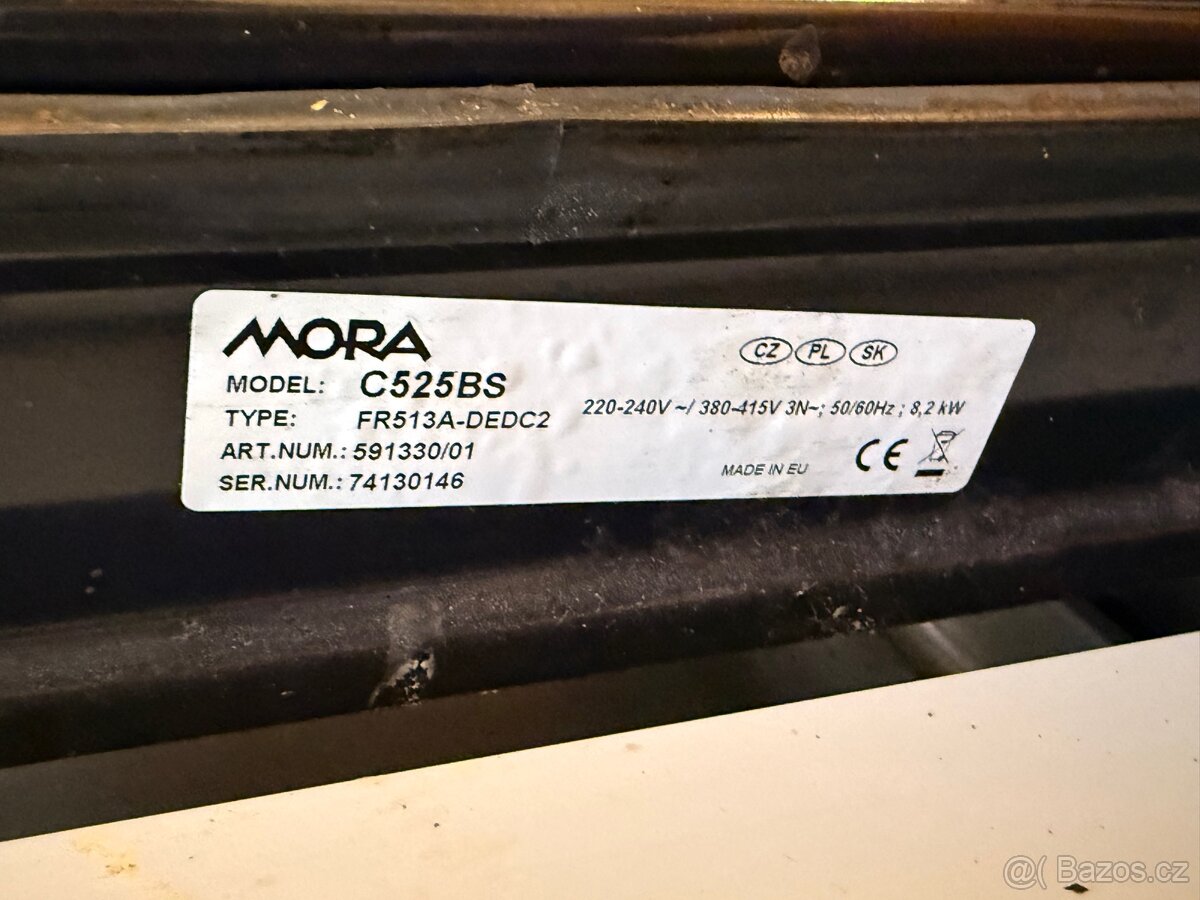 MORA
MODEL: C525BS
TYPE: FR513A-DEDC2
ART.NUM.: 591330/01
SER.NUM.: 74130146
CZ PL SK
220-240V ~/ 380-415V 3N~; 50/60Hz ; 8,2 kW
MADE IN EU
CE
@( Bazos.cz